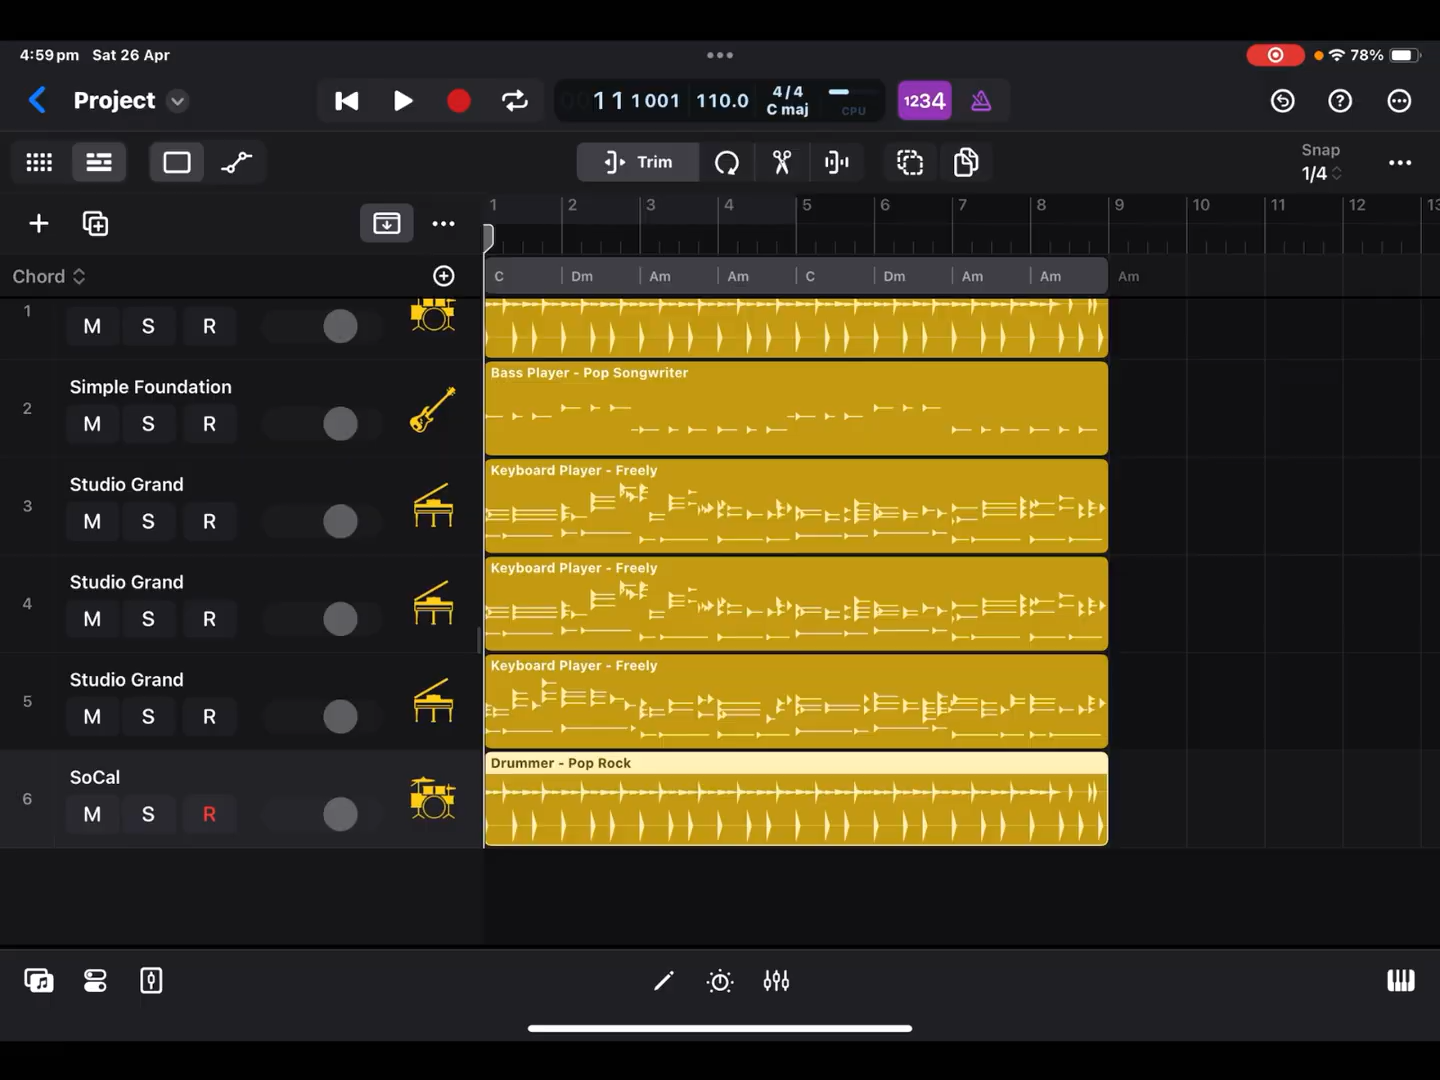 4:59 pm Sat 26 Apr
78%
Project
00 1 1 1 001 110.0 4/4 C maj CPU
1234
Trim
Snap
1/4
1 2 3 4 5 6 7 8 9 10 11 12 13
Chord
C Dm Am Am C Dm Am Am Am
1
M S R
Simple Foundation
2
M S R
Bass Player - Pop Songwriter
Studio Grand
3
M S R
Keyboard Player - Freely
Studio Grand
4
M S R
Keyboard Player - Freely
Studio Grand
5
M S R
Keyboard Player - Freely
SoCal
6
M S R
Drummer - Pop Rock